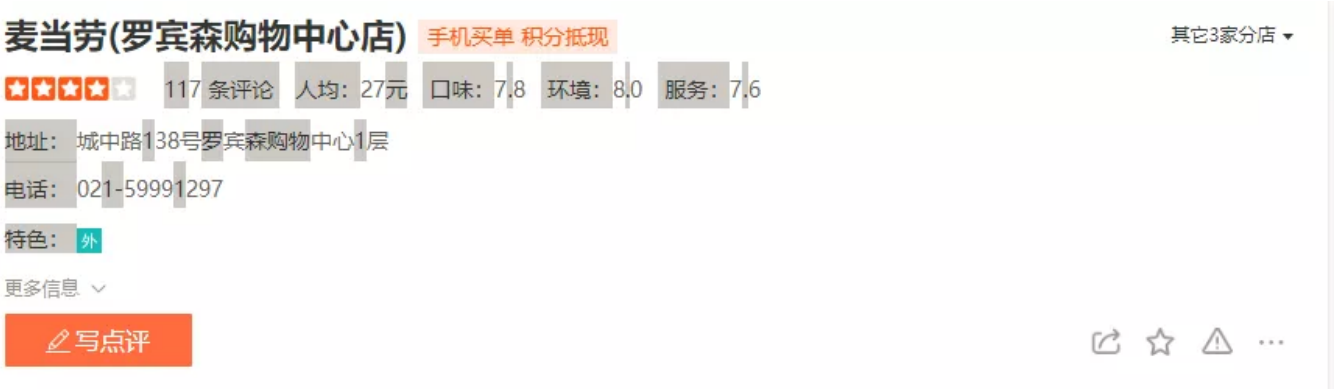 麦当劳(罗宾森购物中心店) 手机买单 积分抵现 其它3家分店
117 条评论 人均：27元 口味：7.8 环境：8.0 服务：7.6
地址： 城中路138号罗宾森购物中心1层
电话： 021-59991297
特色： 外
更多信息
写点评